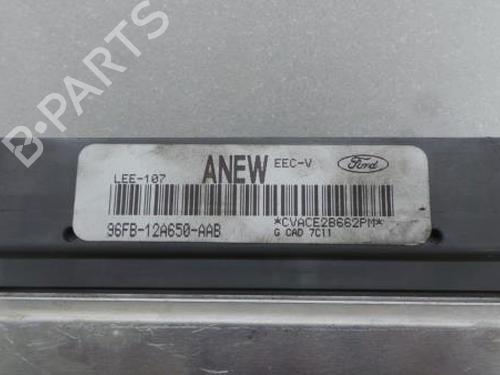 B-PARTS
ANEW EEC-V Ford
LEE-107
96FB-12A650-AAB *CVACE2B662PM*
G CAD 7C11